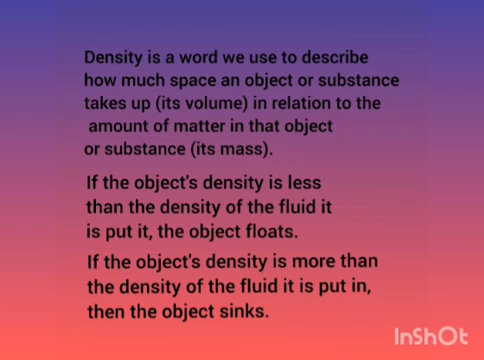 Density is a word we use to describe
how much space an object or substance
takes up (its volume) in relation to the
amount of matter in that object
or substance (its mass).
If the object's density is less
than the density of the fluid it
is put it, the object floats.
If the object's density is more than
the density of the fluid it is put in,
then the object sinks.
InShOt